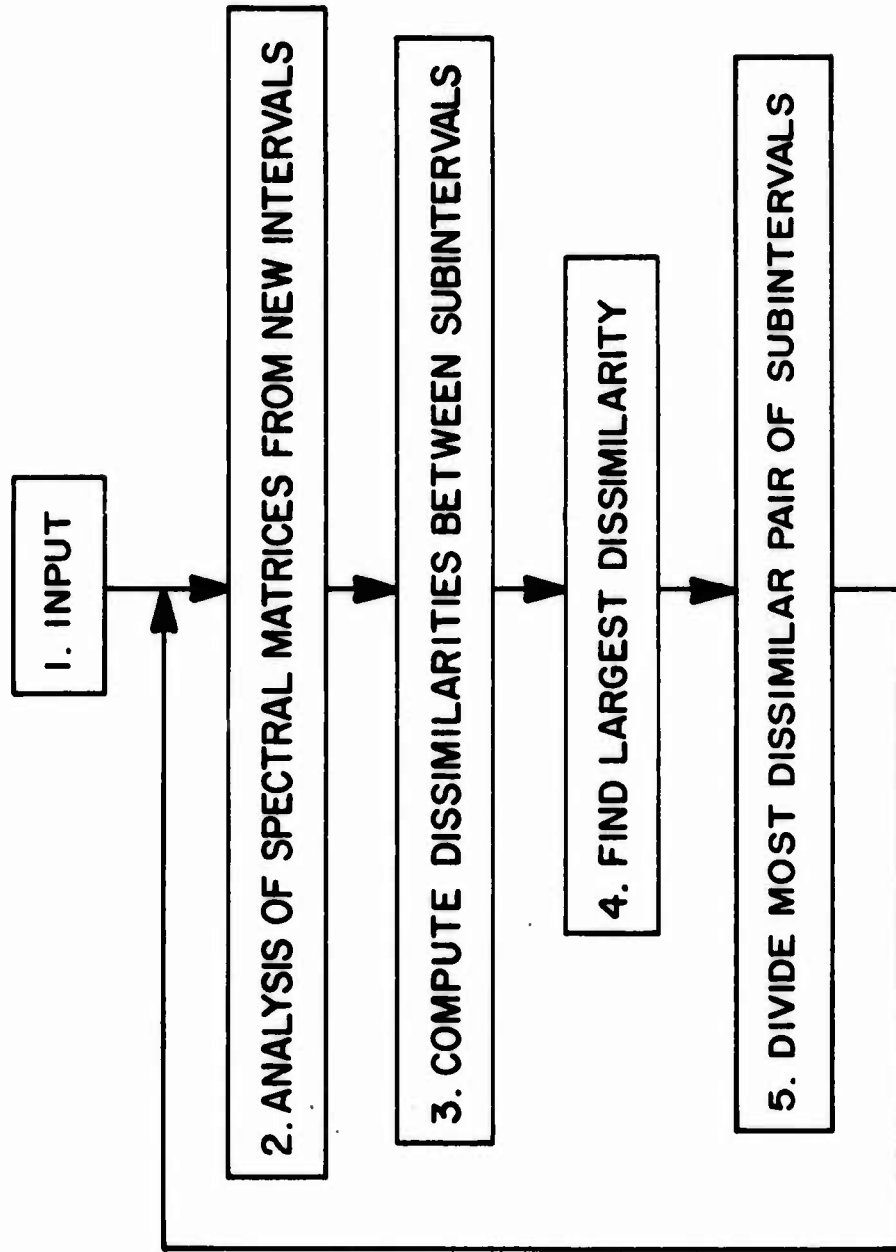 1. INPUT
2. ANALYSIS OF SPECTRAL MATRICES FROM NEW INTERVALS
3. COMPUTE DISSIMILARITIES BETWEEN SUBINTERVALS
4. FIND LARGEST DISSIMILARITY
5. DIVIDE MOST DISSIMILAR PAIR OF SUBINTERVALS